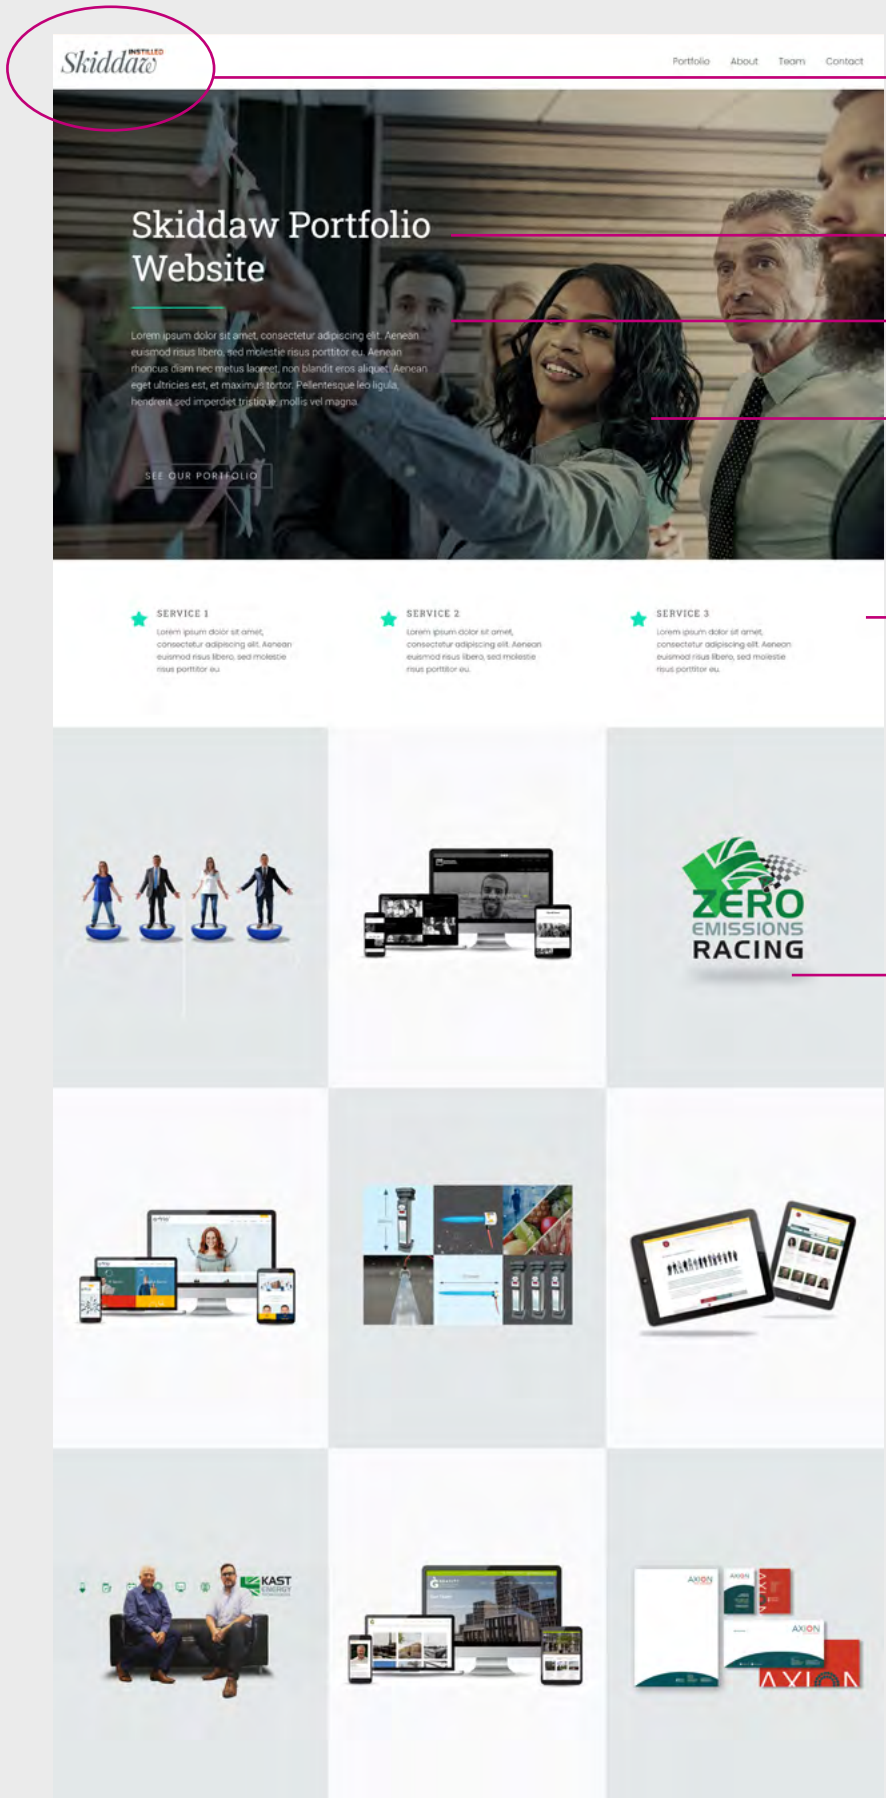 INSTILLED
Skiddaw
Portfolio About Team Contact
Skiddaw Portfolio
Website
Lorem ipsum dolor sit amet, consectetur adipiscing elit. Aenean
euismod risus libero, sed molestie risus porttitor eu. Aenean
rhoncus diam nec metus laoreet, non blandit eros aliquet. Aenean
eget ultricies est, et maximus tortor. Pellentesque leo ligula,
hendrerit sed imperdiet tristique, mollis vel magna.
SEE OUR PORTFOLIO
SERVICE 1
Lorem ipsum dolor sit amet,
consectetur adipiscing elit. Aenean
euismod risus libero, sed molestie
risus porttitor eu.
SERVICE 2
Lorem ipsum dolor sit amet,
consectetur adipiscing elit. Aenean
euismod risus libero, sed molestie
risus porttitor eu.
SERVICE 3
Lorem ipsum dolor sit amet,
consectetur adipiscing elit. Aenean
euismod risus libero, sed molestie
risus porttitor eu.
ZERO
EMISSIONS
RACING
KAST
ENERGY
AXION
AXION
AXION
AXION
AXION